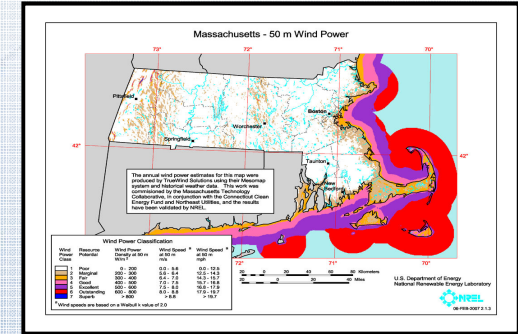 Massachusetts - 50 m Wind Power
73° 72° 71° 70°
Pittsfield
Boston
Worchester
Springfield
42° 42°
Taunton
New
Bedford
The annual wind power estimates for this map were
produced by TrueWind Solutions using their Mesomap
system and historical weather data. This work was
commisioned by the Massachusetts Technology
Collaborative, in conjunction with the Connecticut Clean
Energy Fund and Northeast Utilities, and the results
have been validated by NREL.
Wind Power Classification
Wind Power Class Resource Potential Wind Power Density at 50 m W/m² Wind Speed a at 50 m m/s Wind Speed a at 50 m mph
1 Poor 0 - 200 0.0 - 5.6 0.0 - 12.5
2 Marginal 200 - 300 5.6 - 6.4 12.5 - 14.3
3 Fair 300 - 400 6.4 - 7.0 14.3 - 15.7
4 Good 400 - 500 7.0 - 7.5 15.7 - 16.8
5 Excellent 500 - 600 7.5 - 8.0 16.8 - 17.9
6 Outstanding 600 - 800 8.0 - 8.8 17.9 - 19.7
7 Superb > 800 > 8.8 > 19.7
a Wind speeds are based on a Weibull k value of 2.0
72° 71° 70°
20 0 20 40 60 80 Kilometers
20 0 20 40 Miles
U.S. Department of Energy
National Renewable Energy Laboratory
NREL
06-FEB-2007 2.1.3